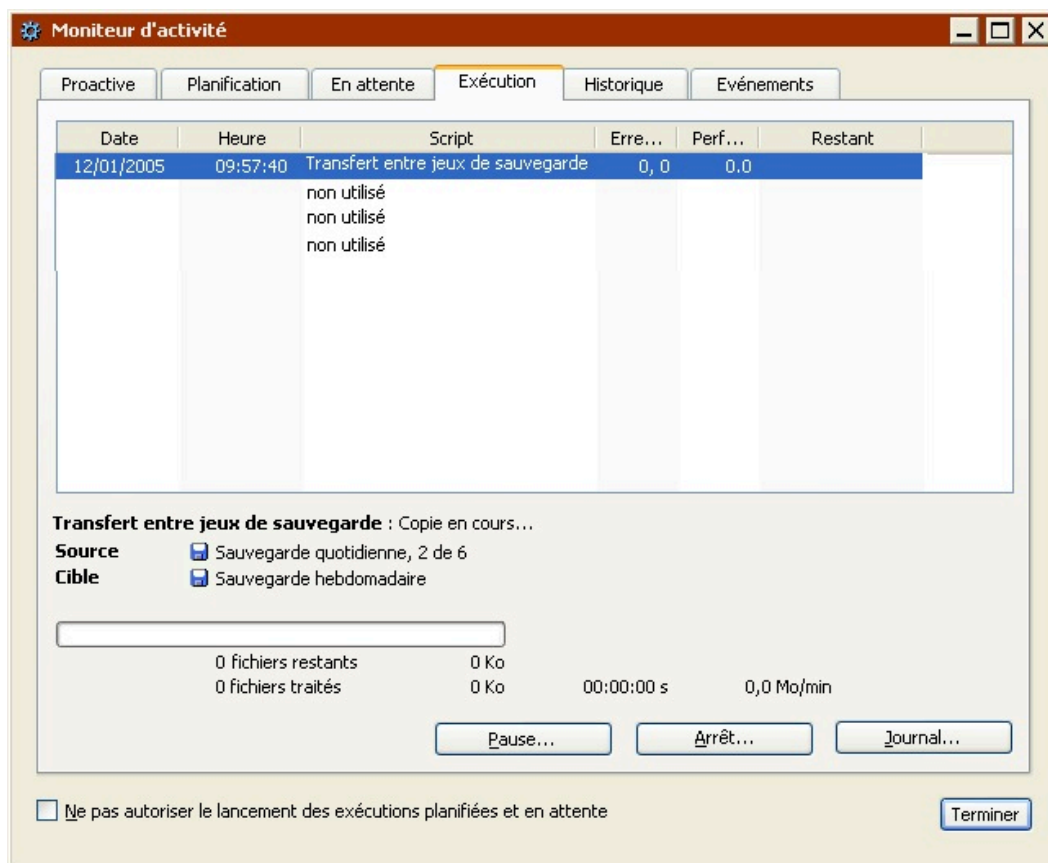 Moniteur d'activité
Proactive Planification En attente Exécution Historique Evénements
Date Heure Script Erre... Perf... Restant
12/01/2005 09:57:40 Transfert entre jeux de sauvegarde 0, 0 0.0
non utilisé
non utilisé
non utilisé
Transfert entre jeux de sauvegarde : Copie en cours...
Source Sauvegarde quotidienne, 2 de 6
Cible Sauvegarde hebdomadaire
0 fichiers restants 0 Ko
0 fichiers traités 0 Ko 00:00:00 s 0,0 Mo/min
Pause... Arrêt... Journal...
Ne pas autoriser le lancement des exécutions planifiées et en attente Terminer